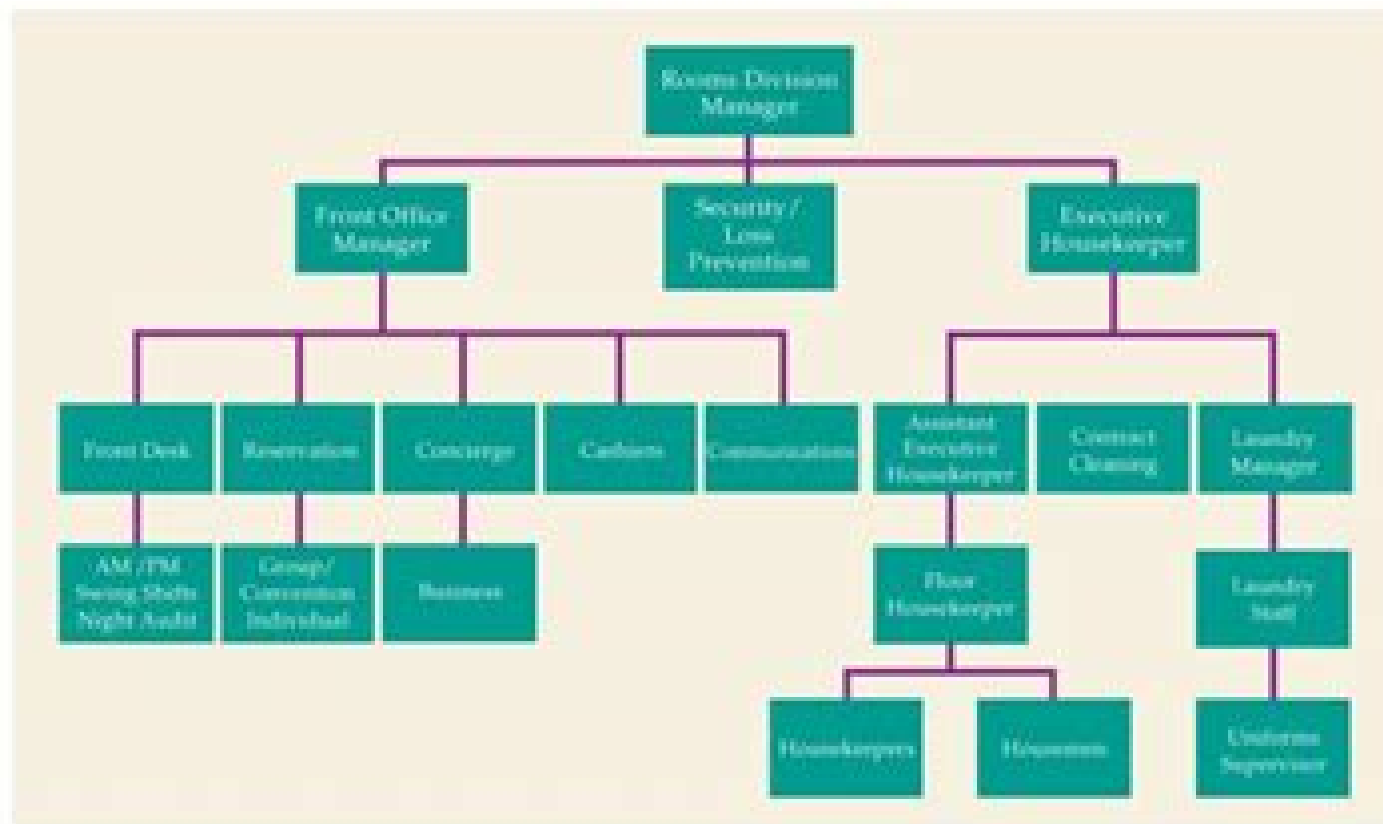 Rooms Division
Manager
Front Office
Manager
Security/
Loss
Prevention
Executive
Housekeeper
Front Desk
Reservation
Concierge
Cashiers
Communications
Assistant
Executive
Housekeeper
Contract
Cleaning
Laundry
Manager
AM /PM
Swing Shifts
Night Audit
Group/
Convention
Individual
Business
Floor
Housekeeper
Laundry
Staff
Housekeepers
Housemen
Uniforms
Supervisor